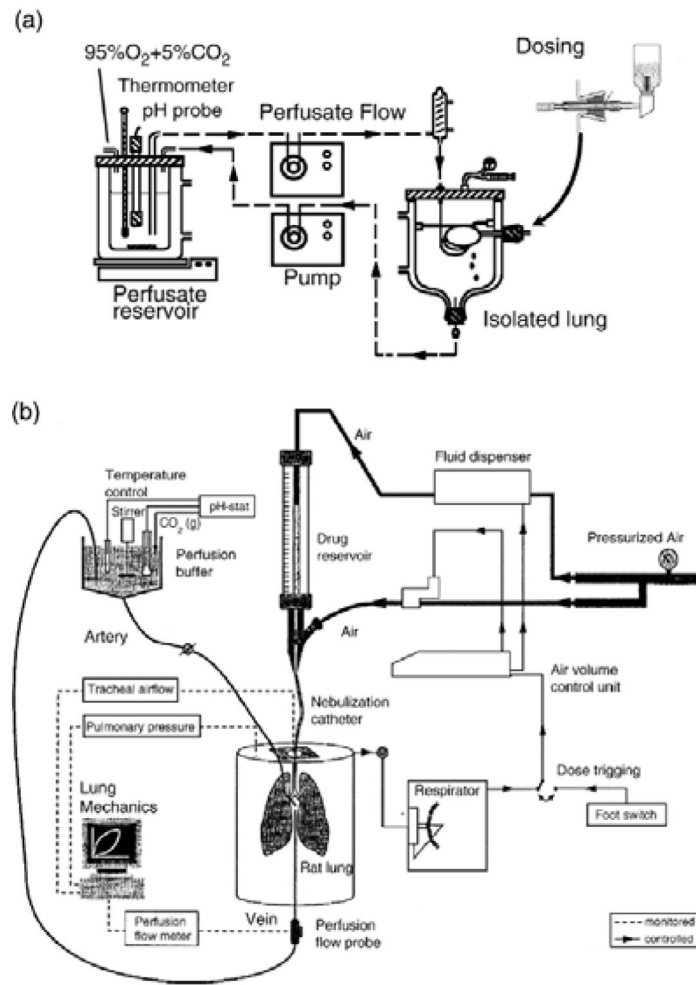 (a)
95%O₂+5%CO₂
Thermometer
pH probe
Perfusate Flow
Dosing
Pump
Perfusate
reservoir
Isolated lung
(b)
Air
Fluid dispenser
Temperature
control
Stirrer
pH-stat
CO₂ (g)
Perfusion
buffer
Drug
reservoir
Pressurized Air
Artery
Air
Air volume
control unit
Tracheal airflow
Nebulization
catheter
Pulmonary pressure
Lung
Mechanics
Respirator
Dose trigging
Foot switch
Rat lung
Vein
Perfusion
flow meter
Perfusion
flow probe
monitored
controlled